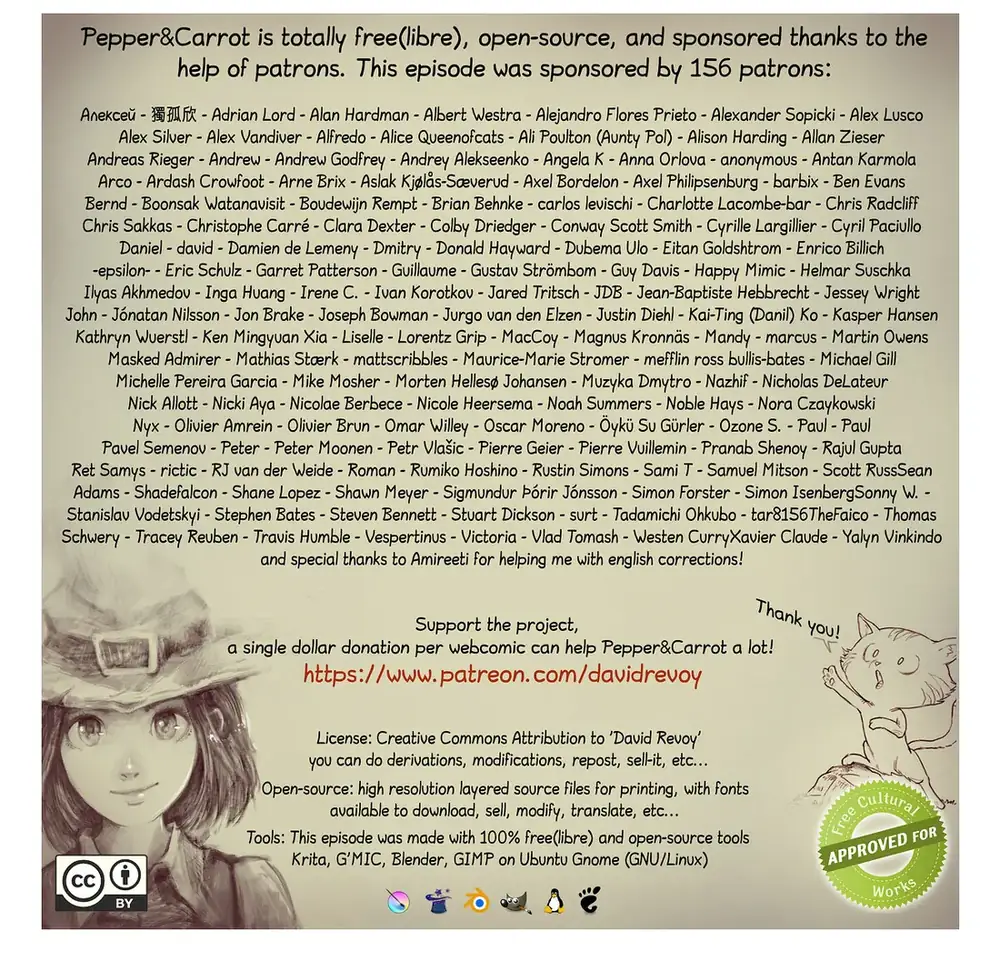 Pepper&Carrot is totally free(libre), open-source, and sponsored thanks to the
help of patrons. This episode was sponsored by 156 patrons:
Алексей - 獨孤欣 - Adrian Lord - Alan Hardman - Albert Westra - Alejandro Flores Prieto - Alexander Sopicki - Alex Lusco
Alex Silver - Alex Vandiver - Alfredo - Alice Queenofcats - Ali Poulton (Aunty Pol) - Alison Harding - Allan Zieser
Andreas Rieger - Andrew - Andrew Godfrey - Andrey Alekseenko - Angela K - Anna Orlova - anonymous - Antan Karmola
Arco - Ardash Crowfoot - Arne Brix - Aslak Kjølås-Sæverud - Axel Bordelon - Axel Philipsenburg - barbix - Ben Evans
Bernd - Boonsak Watanavisit - Boudewijn Rempt - Brian Behnke - carlos levischi - Charlotte Lacombe-bar - Chris Radcliff
Chris Sakkas - Christophe Carré - Clara Dexter - Colby Driedger - Conway Scott Smith - Cyrille Largillier - Cyril Paciullo
Daniel - david - Damien de Lemeny - Dmitry - Donald Hayward - Dubema Ulo - Eitan Goldshtrom - Enrico Billich
-epsilon- - Eric Schulz - Garret Patterson - Guillaume - Gustav Strömbom - Guy Davis - Happy Mimic - Helmar Suschka
Ilyas Akhmedov - Inga Huang - Irene C. - Ivan Korotkov - Jared Tritsch - JDB - Jean-Baptiste Hebbrecht - Jessey Wright
John - Jónatan Nilsson - Jon Brake - Joseph Bowman - Jurgo van den Elzen - Justin Diehl - Kai-Ting (Danil) Ko - Kasper Hansen
Kathryn Wuerstl - Ken Mingyuan Xia - Liselle - Lorentz Grip - MacCoy - Magnus Kronnäs - Mandy - marcus - Martin Owens
Masked Admirer - Mathias Stærk - mattscribbles - Maurice-Marie Stromer - mefflin ross bullis-bates - Michael Gill
Michelle Pereira Garcia - Mike Mosher - Morten Hellesø Johansen - Muzyka Dmytro - Nazhif - Nicholas DeLateur
Nick Allott - Nicki Aya - Nicolae Berbece - Nicole Heersema - Noah Summers - Noble Hays - Nora Czaykowski
Nyx - Olivier Amrein - Olivier Brun - Omar Willey - Oscar Moreno - Öykü Su Gürler - Ozone S. - Paul - Paul
Pavel Semenov - Peter - Peter Moonen - Petr Vlašic - Pierre Geier - Pierre Vuillemin - Pranab Shenoy - Rajul Gupta
Ret Samys - rictic - RJ van der Weide - Roman - Rumiko Hoshino - Rustin Simons - Sami T - Samuel Mitson - Scott RussSean
Adams - Shadefalcon - Shane Lopez - Shawn Meyer - Sigmundur Þórir Jónsson - Simon Forster - Simon IsenbergSonny W. -
Stanislav Vodetskyi - Stephen Bates - Steven Bennett - Stuart Dickson - surt - Tadamichi Ohkubo - tar8156TheFaico - Thomas
Schwery - Tracey Reuben - Travis Humble - Vespertinus - Victoria - Vlad Tomash - Westen CurryXavier Claude - Yalyn Vinkindo
and special thanks to Amireeti for helping me with english corrections!
Thank you!
Support the project,
a single dollar donation per webcomic can help Pepper&Carrot a lot!
https://www.patreon.com/davidrevoy
License: Creative Commons Attribution to 'David Revoy'
you can do derivations, modifications, repost, sell-it, etc...
Open-source: high resolution layered source files for printing, with fonts
available to download, sell, modify, translate, etc...
Tools: This episode was made with 100% free(libre) and open-source tools
Krita, G'MIC, Blender, GIMP on Ubuntu Gnome (GNU/Linux)
Free Cultural
APPROVED FOR
Works
cc
BY